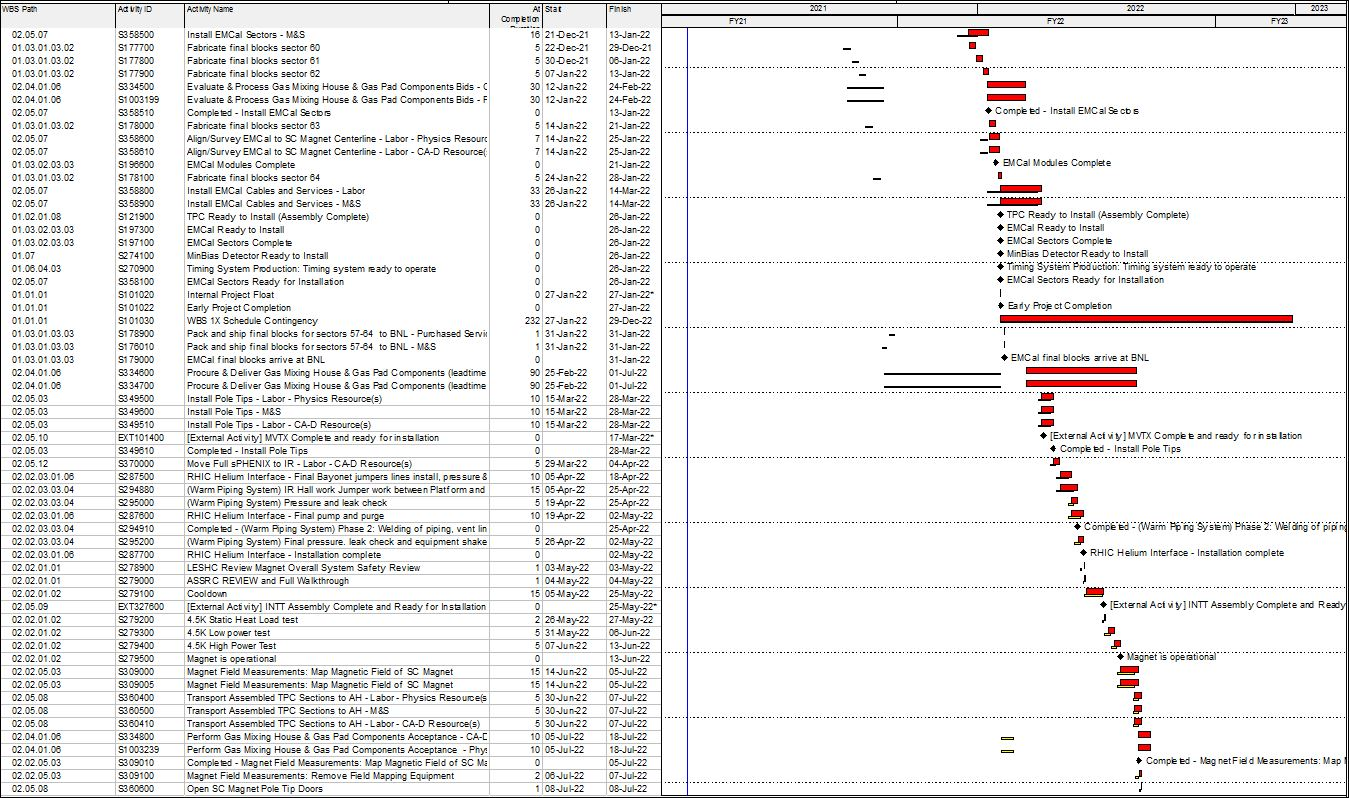 WBS Path Activity ID Activity Name At Completion Start Finish 2021 2022 2023
FY21 FY22 FY23
02.05.07 S358500 Install EMCal Sectors - M&S 16 21-Dec-21 13-Jan-22
01.03.01.03.02 S177700 Fabricate final blocks sector 60 5 22-Dec-21 29-Dec-21
01.03.01.03.02 S177800 Fabricate final blocks sector 61 5 30-Dec-21 06-Jan-22
01.03.01.03.02 S177900 Fabricate final blocks sector 62 5 07-Jan-22 13-Jan-22
02.04.01.06 S334500 Evaluate & Process Gas Mixing House & Gas Pad Components Bids - C 30 12-Jan-22 24-Feb-22
02.04.01.06 S1003199 Evaluate & Process Gas Mixing House & Gas Pad Components Bids - F 30 12-Jan-22 24-Feb-22
02.05.07 S358510 Completed - Install EMCal Sectors 0 13-Jan-22 Completed - Install EMCal Sectors
01.03.01.03.02 S178000 Fabricate final blocks sector 63 5 14-Jan-22 21-Jan-22
02.05.07 S358600 Align/Survey EMCal to SC Magnet Centerline - Labor - Physics Resourc 7 14-Jan-22 25-Jan-22
02.05.07 S358610 Align/Survey EMCal to SC Magnet Centerline - Labor - CA-D Resource( 7 14-Jan-22 25-Jan-22
01.03.02.03.03 S196600 EMCal Modules Complete 0 21-Jan-22 EMCal Modules Complete
01.03.01.03.02 S178100 Fabricate final blocks sector 64 5 24-Jan-22 28-Jan-22
02.05.07 S358800 Install EMCal Cables and Services - Labor 33 26-Jan-22 14-Mar-22
02.05.07 S358900 Install EMCal Cables and Services - M&S 33 26-Jan-22 14-Mar-22
01.02.01.08 S121900 TPC Ready to Install (Assembly Complete) 0 26-Jan-22 TPC Ready to Install (Assembly Complete)
01.03.02.03.03 S197300 EMCal Ready to Install 0 26-Jan-22 EMCal Ready to Install
01.03.02.03.03 S197100 EMCal Sectors Complete 0 26-Jan-22 EMCal Sectors Complete
01.07 S274100 MinBias Detector Ready to Install 0 26-Jan-22 MinBias Detector Ready to Install
01.06.04.03 S270900 Timing System Production: Timing system ready to operate 0 26-Jan-22 Timing System Production: Timing system ready to operate
02.05.07 S358100 EMCal Sectors Ready for Installation 0 26-Jan-22 EMCal Sectors Ready for Installation
01.01.01 S101020 Internal Project Float 0 27-Jan-22 27-Jan-22*
01.01.01 S101022 Early Project Completion 0 27-Jan-22 Early Project Completion
01.01.01 S101030 WBS 1X Schedule Contingency 232 27-Jan-22 29-Dec-22
01.03.01.03.03 S178900 Pack and ship final blocks for sectors 57-64 to BNL - Purchased Servic 1 31-Jan-22 31-Jan-22
01.03.01.03.03 S176010 Pack and ship final blocks for sectors 57-64 to BNL - M&S 1 31-Jan-22 31-Jan-22
01.03.01.03.03 S179000 EMCal final blocks arrive at BNL 0 31-Jan-22 EMCal final blocks arrive at BNL
02.04.01.06 S334600 Procure & Deliver Gas Mixing House & Gas Pad Components (leadtime 90 25-Feb-22 01-Jul-22
02.04.01.06 S334700 Procure & Deliver Gas Mixing House & Gas Pad Components (leadtime 90 25-Feb-22 01-Jul-22
02.05.03 S349500 Install Pole Tips - Labor - Physics Resource(s) 10 15-Mar-22 28-Mar-22
02.05.03 S349600 Install Pole Tips - M&S 10 15-Mar-22 28-Mar-22
02.05.03 S349510 Install Pole Tips - Labor - CA-D Resource(s) 10 15-Mar-22 28-Mar-22
02.05.10 EXT101400 [External Activity] MVTX Complete and ready for installation 0 17-Mar-22* [External Activity] MVTX Complete and ready for installation
02.05.03 S349610 Completed - Install Pole Tips 0 28-Mar-22 Completed - Install Pole Tips
02.05.12 S370000 Move Full sPHENIX to IR - Labor - CA-D Resource(s) 5 29-Mar-22 04-Apr-22
02.02.03.01.06 S287500 RHIC Helium Interface - Final Bayonet jumpers lines install, pressure & 10 05-Apr-22 18-Apr-22
02.02.03.03.04 S294880 (Warm Piping System) IR Hall work Jumper work between Platform and 15 05-Apr-22 25-Apr-22
02.02.03.03.04 S295000 (Warm Piping System) Pressure and leak check 5 19-Apr-22 25-Apr-22
02.02.03.01.06 S287600 RHIC Helium Interface - Final pump and purge 10 19-Apr-22 02-May-22
02.02.03.03.04 S294910 Completed - (Warm Piping System) Phase 2: Welding of piping, vent lin 0 25-Apr-22 Completed - (Warm Piping System) Phase 2: Welding of piping
02.02.03.03.04 S295200 (Warm Piping System) Final pressure. leak check and equipment shake 5 26-Apr-22 02-May-22
02.02.03.01.06 S287700 RHIC Helium Interface - Installation complete 0 02-May-22 RHIC Helium Interface - Installation complete
02.02.01.01 S278900 LESHC Review Magnet Overall System Safety Review 1 03-May-22 03-May-22
02.02.01.01 S279000 ASSRC REVIEW and Full Walkthrough 1 04-May-22 04-May-22
02.02.01.02 S279100 Cooldown 15 05-May-22 25-May-22
02.05.09 EXT327600 [External Activity] INTT Assembly Complete and Ready for Installation 0 25-May-22* [External Activity] INTT Assembly Complete and Ready
02.02.01.02 S279200 4.5K Static Heat Load test 2 26-May-22 27-May-22
02.02.01.02 S279300 4.5K Low power test 5 31-May-22 06-Jun-22
02.02.01.02 S279400 4.5K High Power Test 5 07-Jun-22 13-Jun-22
02.02.01.02 S279500 Magnet is operational 0 13-Jun-22 Magnet is operational
02.02.05.03 S309000 Magnet Field Measurements: Map Magnetic Field of SC Magnet 15 14-Jun-22 05-Jul-22
02.02.05.03 S309005 Magnet Field Measurements: Map Magnetic Field of SC Magnet 15 14-Jun-22 05-Jul-22
02.05.08 S360400 Transport Assembled TPC Sections to AH - Labor - Physics Resource(s 5 30-Jun-22 07-Jul-22
02.05.08 S360500 Transport Assembled TPC Sections to AH - M&S 5 30-Jun-22 07-Jul-22
02.05.08 S360410 Transport Assembled TPC Sections to AH - Labor - CA-D Resource(s) 5 30-Jun-22 07-Jul-22
02.04.01.06 S334800 Perform Gas Mixing House & Gas Pad Components Acceptance - CA-D 10 05-Jul-22 18-Jul-22
02.04.01.06 S1003239 Perform Gas Mixing House & Gas Pad Components Acceptance - Phys 10 05-Jul-22 18-Jul-22
02.02.05.03 S309010 Completed - Magnet Field Measurements: Map Magnetic Field of SC Ma 0 05-Jul-22 Completed - Magnet Field Measurements: Map
02.02.05.03 S309100 Magnet Field Measurements: Remove Field Mapping Equipment 2 06-Jul-22 07-Jul-22
02.05.08 S360600 Open SC Magnet Pole Tip Doors 1 08-Jul-22 08-Jul-22